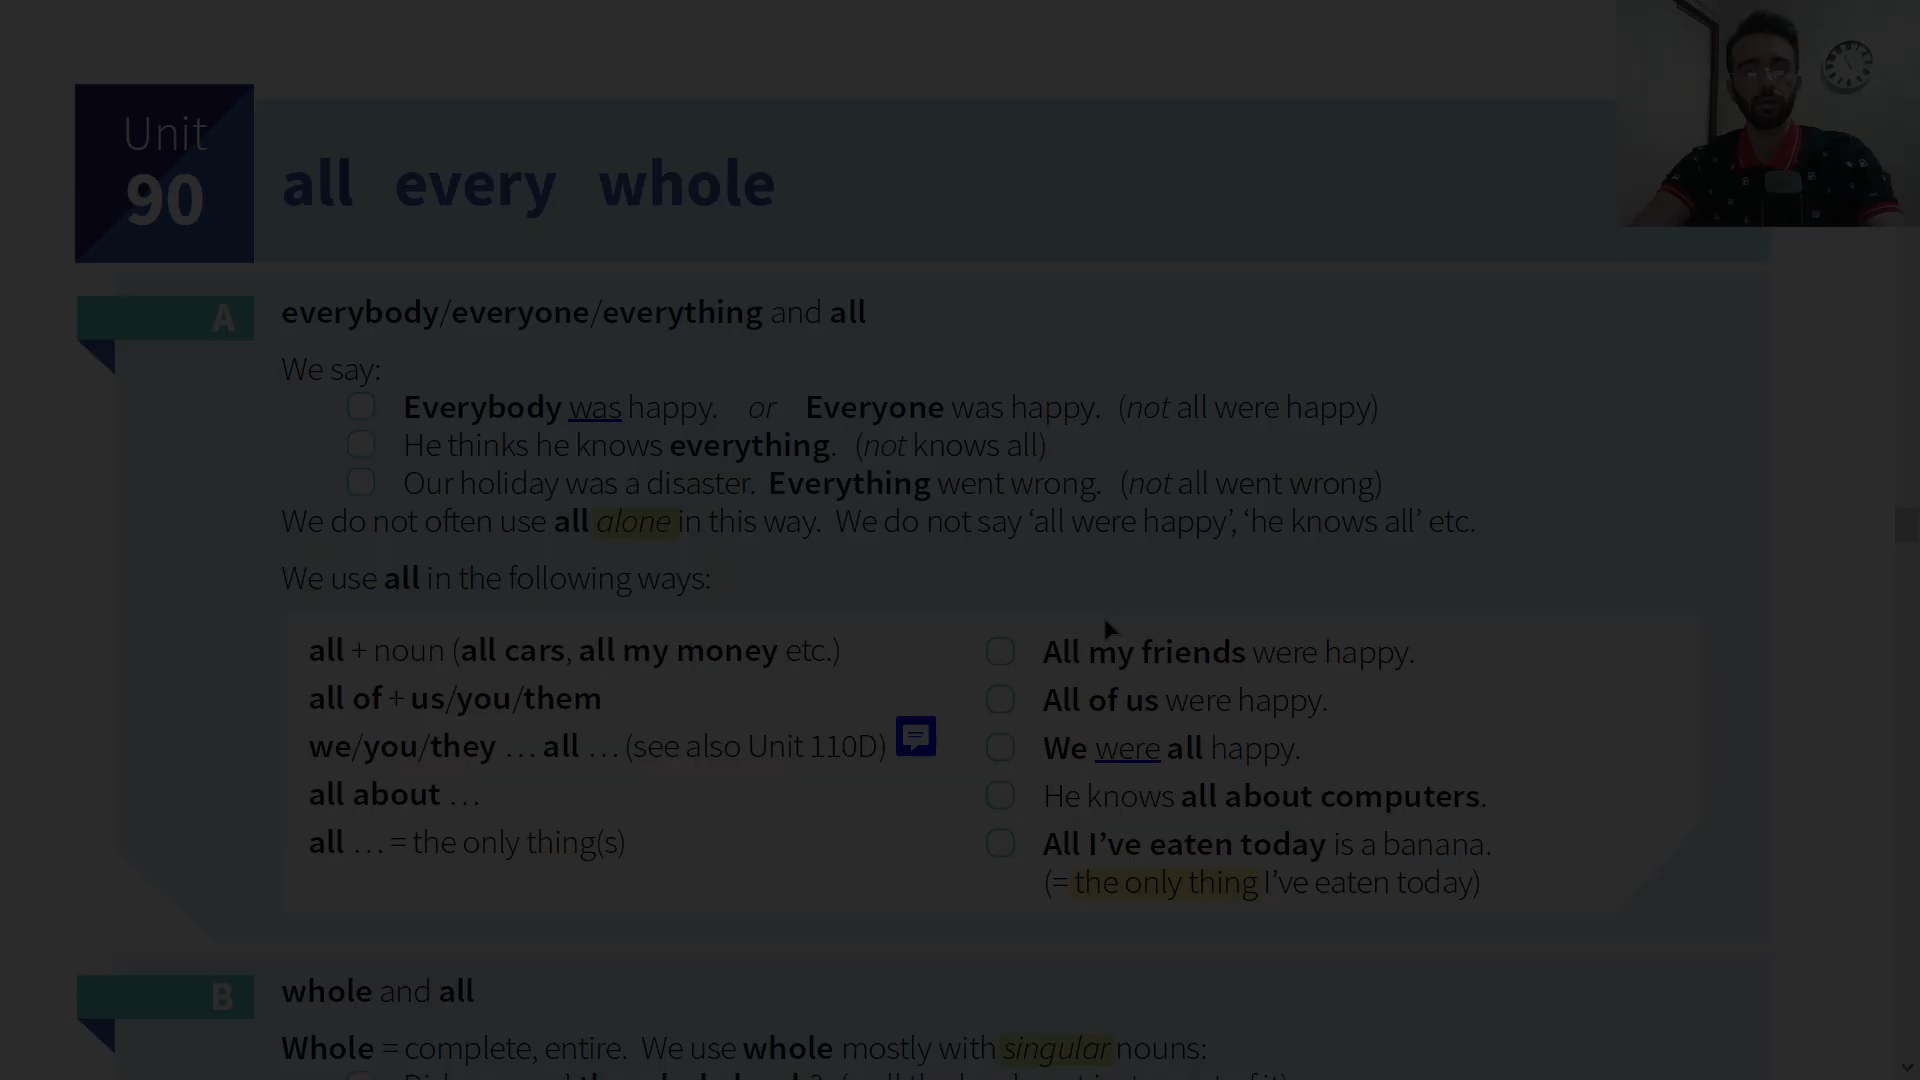 Unit
90
all every whole
A
everybody/everyone/everything and all
We say:
Everybody was happy. or Everyone was happy. (not all were happy)
He thinks he knows everything. (not knows all)
Our holiday was a disaster. Everything went wrong. (not all went wrong)
We do not often use all alone in this way. We do not say ‘all were happy’, ‘he knows all’ etc.
We use all in the following ways:
all + noun (all cars, all my money etc.)
All my friends were happy.
all of + us/you/them
All of us were happy.
we/you/they … all … (see also Unit 110D)
We were all happy.
all about …
He knows all about computers.
all … = the only thing(s)
All I’ve eaten today is a banana.
(= the only thing I’ve eaten today)
B
whole and all
Whole = complete, entire. We use whole mostly with singular nouns: